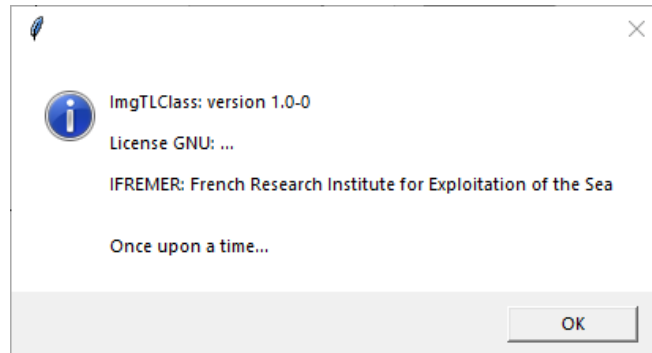 ImgTLClass: version 1.0-0
License GNU: ...
IFREMER: French Research Institute for Exploitation of the Sea
Once upon a time...
OK